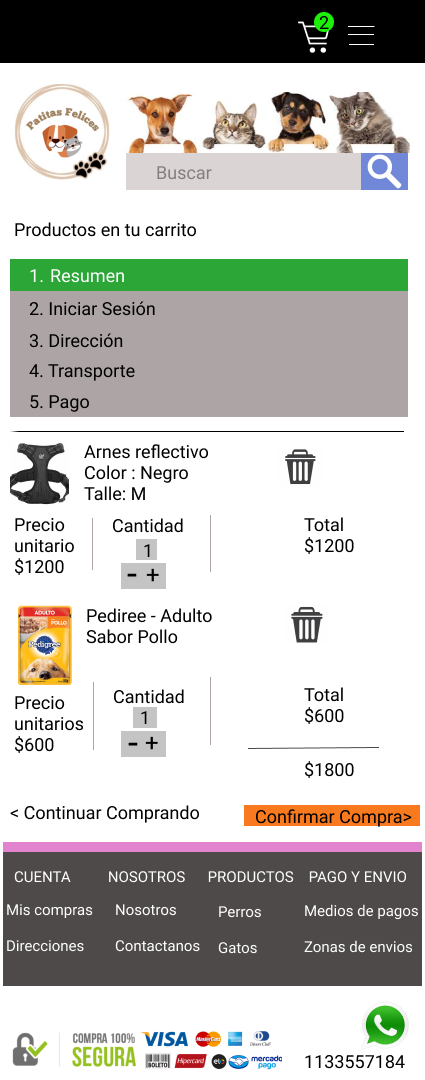 2
Patitas Felices
Buscar
Productos en tu carrito
1. Resumen
2. Iniciar Sesión
3. Dirección
4. Transporte
5. Pago
Arnes reflectivo
Color : Negro
Talle: M
Precio
unitario
$1200
Cantidad
1
- +
Total
$1200
ADULTO
POLLO
Pedigree
Pediree - Adulto
Sabor Pollo
Precio
unitarios
$600
Cantidad
1
- +
Total
$600
$1800
< Continuar Comprando
Confirmar Compra>
CUENTA NOSOTROS PRODUCTOS PAGO Y ENVIO
Mis compras Nosotros Perros Medios de pagos
Direcciones Contactanos Gatos Zonas de envios
COMPRA 100%
SEGURA
VISA MasterCard Diners Club
BOLETO Hipercard elo mercado pago
1133557184